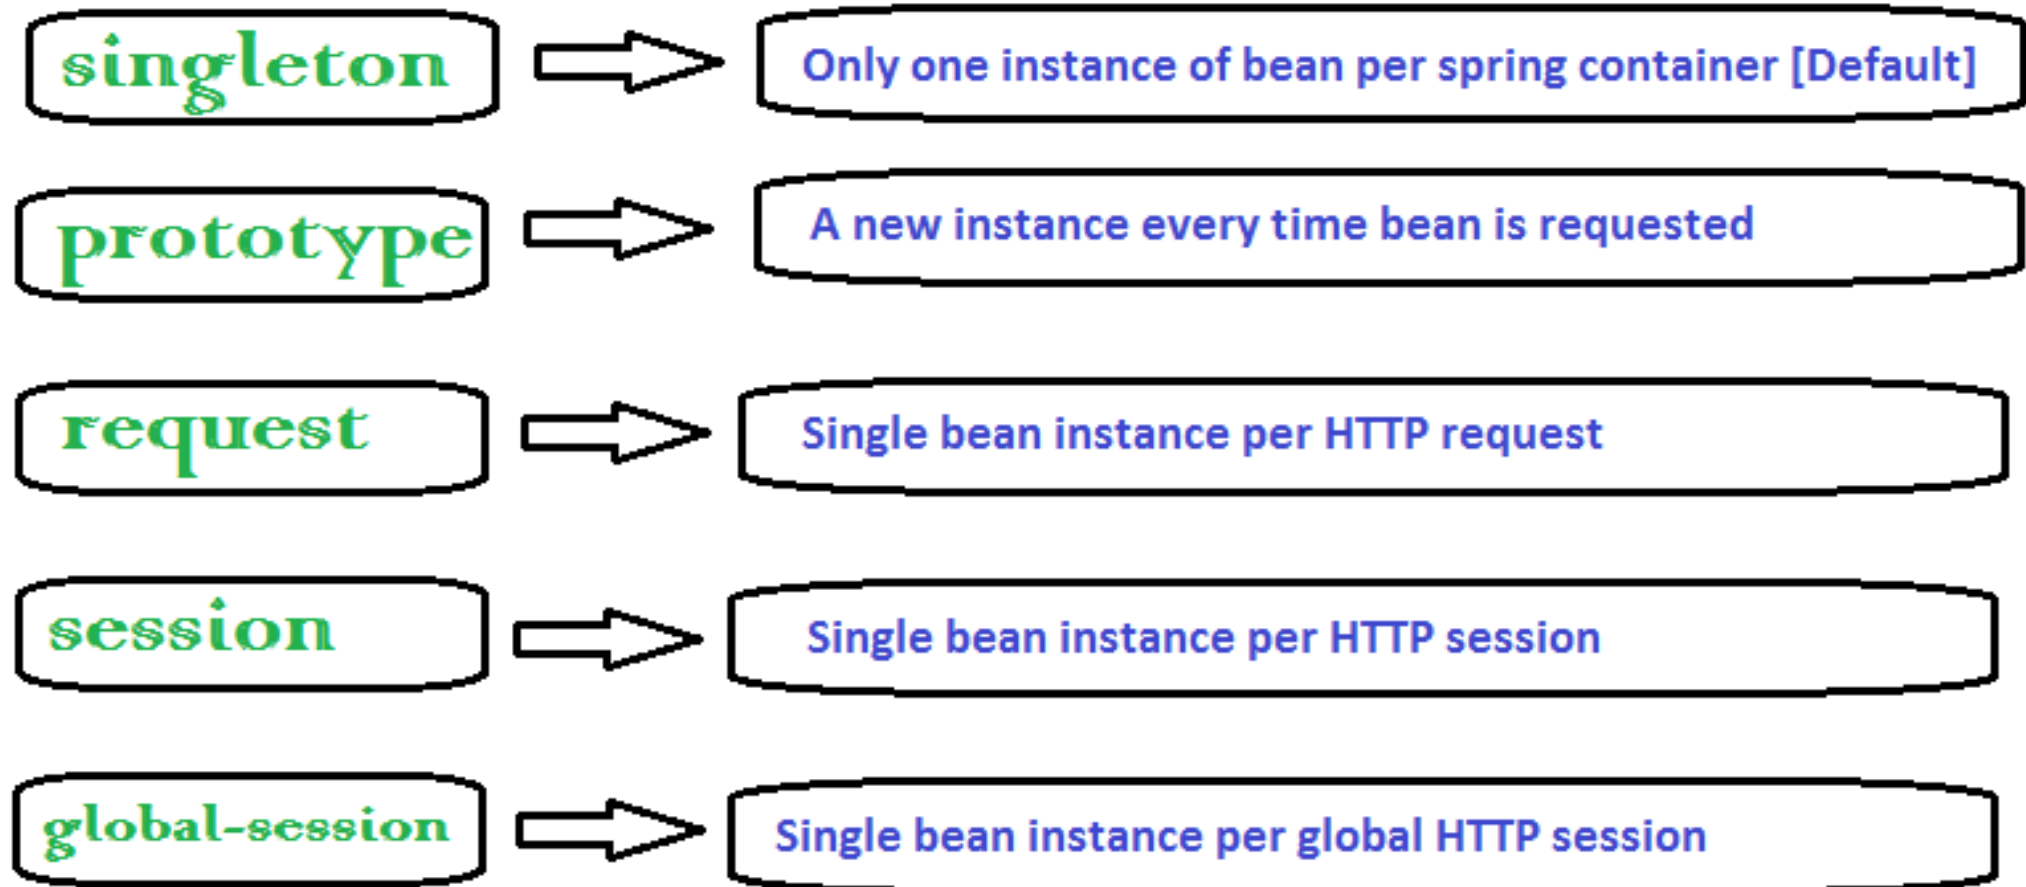 singleton
Only one instance of bean per spring container [Default]
prototype
A new instance every time bean is requested
request
Single bean instance per HTTP request
session
Single bean instance per HTTP session
global-session
Single bean instance per global HTTP session